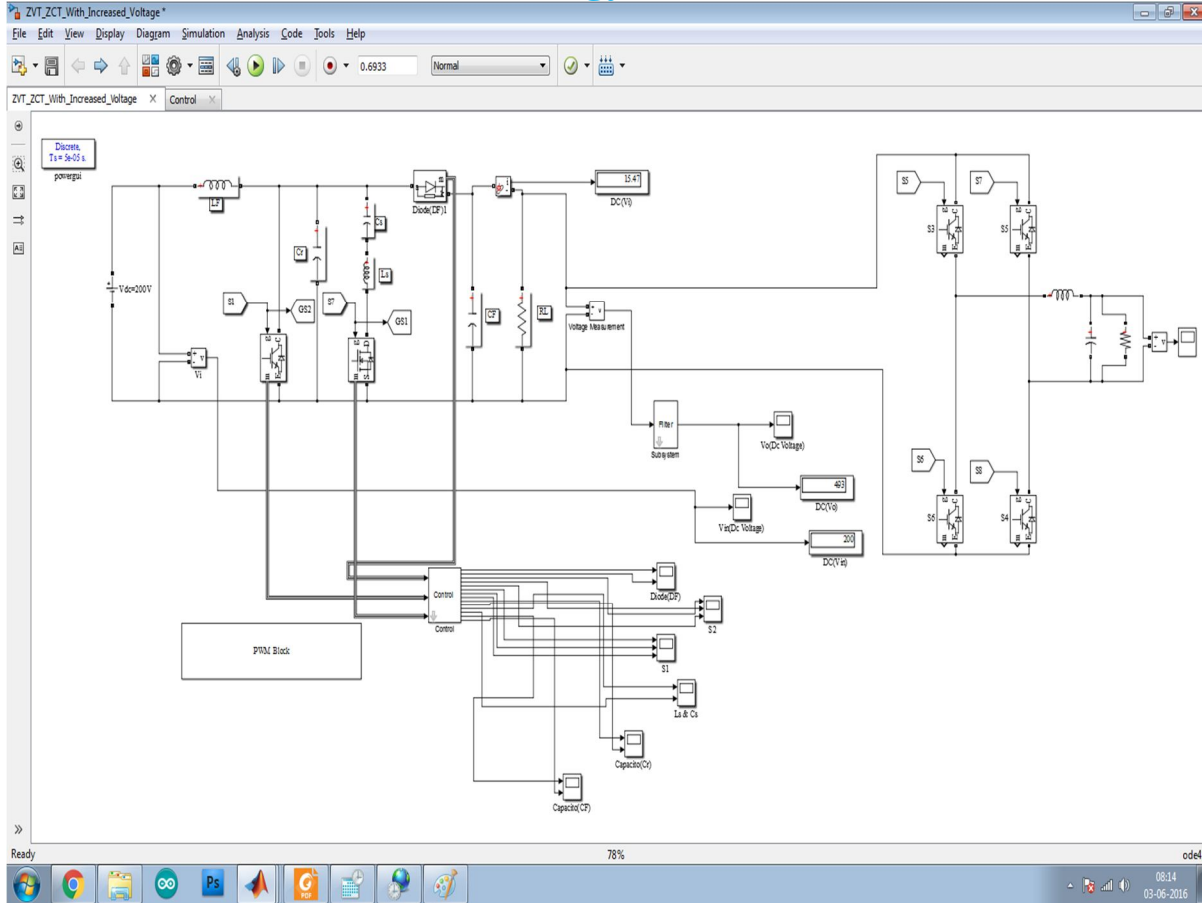 ZVT_ZCT_With_Increased_Voltage *
File Edit View Display Diagram Simulation Analysis Code Tools Help
0.6933
Normal
ZVT_ZCT_With_Increased_Voltage
Control
Discrete,
Ts = 5e-05 s.
powergui
LF
Diode(DF)1
15.47
DC(Vi)
Cs
Cr
Ls
Vdc=200V
S1
GS2
S7
GS1
CF
RL
Voltage Measurement
Vi
S5
S7
S3
S5
Filter
Subsystem
Vo(Dc Voltage)
493
DC(Vo)
Vin(Dc Voltage)
200
DC(Vin)
S6
S8
S6
S4
Control
Control
Diode(DF)
S2
S1
Ls & Cs
Capacito(Cr)
Capacito(CF)
PWM Block
Ready
78%
ode4
Ps
PDF
08:14
03-06-2016